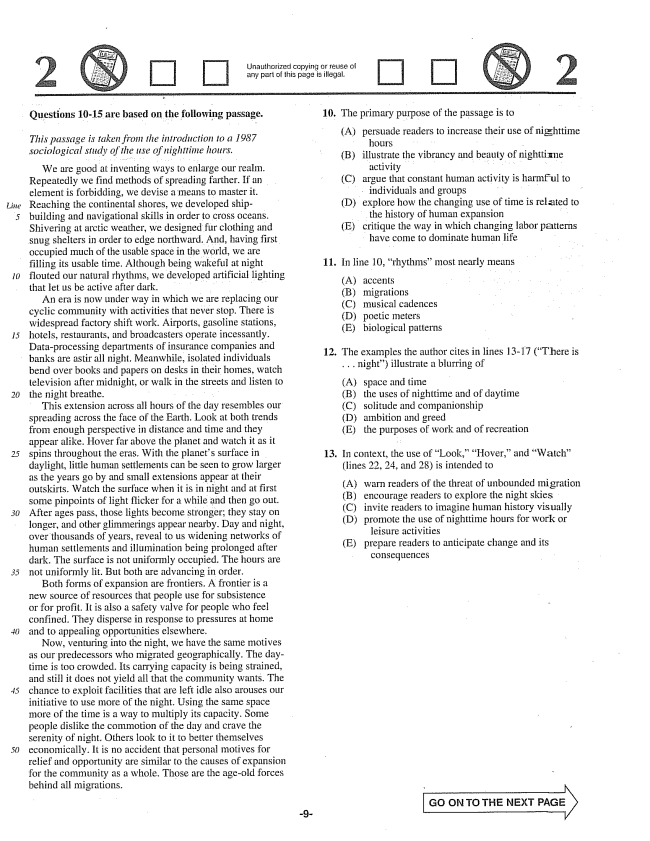 2
Unauthorized copying or reuse of
any part of this page is illegal.
2
Questions 10-15 are based on the following passage.
This passage is taken from the introduction to a 1987
sociological study of the use of nighttime hours.
We are good at inventing ways to enlarge our realm.
Repeatedly we find methods of spreading farther. If an
element is forbidding, we devise a means to master it.
Line Reaching the continental shores, we developed ship-
5 building and navigational skills in order to cross oceans.
Shivering at arctic weather, we designed fur clothing and
snug shelters in order to edge northward. And, having first
occupied much of the usable space in the world, we are
filling its usable time. Although being wakeful at night
10 flouted our natural rhythms, we developed artificial lighting
that let us be active after dark.
An era is now under way in which we are replacing our
cyclic community with activities that never stop. There is
widespread factory shift work. Airports, gasoline stations,
15 hotels, restaurants, and broadcasters operate incessantly.
Data-processing departments of insurance companies and
banks are astir all night. Meanwhile, isolated individuals
bend over books and papers on desks in their homes, watch
television after midnight, or walk in the streets and listen to
20 the night breathe.
This extension across all hours of the day resembles our
spreading across the face of the Earth. Look at both trends
from enough perspective in distance and time and they
appear alike. Hover far above the planet and watch it as it
25 spins throughout the eras. With the planet's surface in
daylight, little human settlements can be seen to grow larger
as the years go by and small extensions appear at their
outskirts. Watch the surface when it is in night and at first
some pinpoints of light flicker for a while and then go out.
30 After ages pass, those lights become stronger; they stay on
longer, and other glimmerings appear nearby. Day and night,
over thousands of years, reveal to us widening networks of
human settlements and illumination being prolonged after
dark. The surface is not uniformly occupied. The hours are
35 not uniformly lit. But both are advancing in order.
Both forms of expansion are frontiers. A frontier is a
new source of resources that people use for subsistence
or for profit. It is also a safety valve for people who feel
confined. They disperse in response to pressures at home
40 and to appealing opportunities elsewhere.
Now, venturing into the night, we have the same motives
as our predecessors who migrated geographically. The day-
time is too crowded. Its carrying capacity is being strained,
and still it does not yield all that the community wants. The
45 chance to exploit facilities that are left idle also arouses our
initiative to use more of the night. Using the same space
more of the time is a way to multiply its capacity. Some
people dislike the commotion of the day and crave the
serenity of night. Others look to it to better themselves
50 economically. It is no accident that personal motives for
relief and opportunity are similar to the causes of expansion
for the community as a whole. Those are the age-old forces
behind all migrations.
10. The primary purpose of the passage is to
(A) persuade readers to increase their use of nighttime
hours
(B) illustrate the vibrancy and beauty of nighttime
activity
(C) argue that constant human activity is harmful to
individuals and groups
(D) explore how the changing use of time is related to
the history of human expansion
(E) critique the way in which changing labor patterns
have come to dominate human life
11. In line 10, "rhythms" most nearly means
(A) accents
(B) migrations
(C) musical cadences
(D) poetic meters
(E) biological patterns
12. The examples the author cites in lines 13-17 ("There is
. . . night") illustrate a blurring of
(A) space and time
(B) the uses of nighttime and of daytime
(C) solitude and companionship
(D) ambition and greed
(E) the purposes of work and of recreation
13. In context, the use of "Look," "Hover," and "Watch"
(lines 22, 24, and 28) is intended to
(A) warn readers of the threat of unbounded migration
(B) encourage readers to explore the night skies
(C) invite readers to imagine human history visually
(D) promote the use of nighttime hours for work or
leisure activities
(E) prepare readers to anticipate change and its
consequences
GO ON TO THE NEXT PAGE
-9-